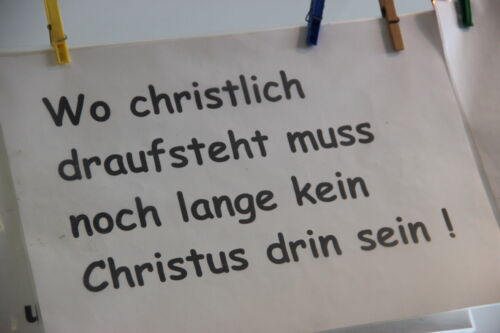 Wo christlich
draufsteht muss
noch lange kein
Christus drin sein !